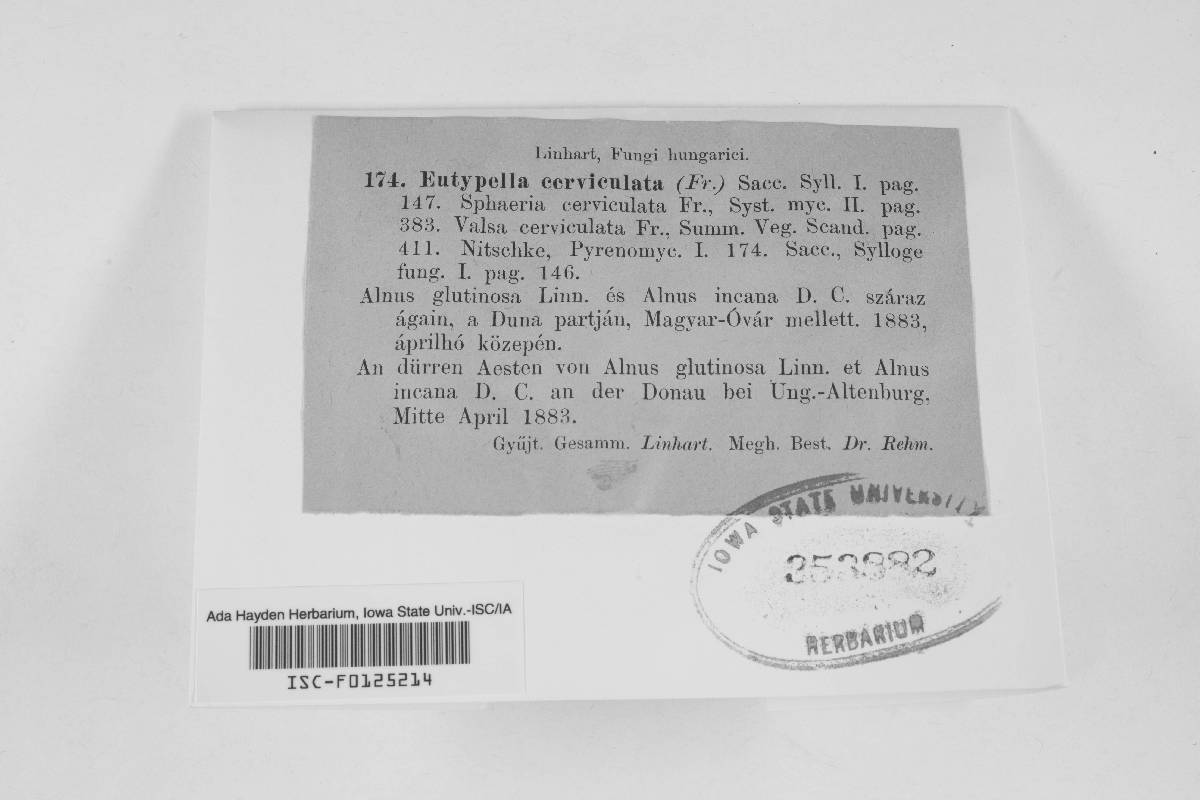 Linhart, Fungi hungarici.
174. Eutypella cerviculata (Fr.) Sacc. Syll. I. pag.
147. Sphaeria cerviculata Fr., Syst. myc. II. pag.
383. Valsa cerviculata Fr., Summ. Veg. Scand. pag.
411. Nitschke, Pyrenomyc. I. 174. Sacc., Sylloge
fung. I. pag. 146.
Alnus glutinosa Linn. és Alnus incana D. C. száraz
ágain, a Duna partján, Magyar-Óvár mellett. 1883,
áprilhó közepén.
An dürren Aesten von Alnus glutinosa Linn. et Alnus
incana D. C. an der Donau bei Ung.-Altenburg,
Mitte April 1883.
Gyűjt. Gesamm. Linhart. Megh. Best. Dr. Rehm.
IOWA STATE UNIVERSITY
353982
HERBARIUM
Ada Hayden Herbarium, Iowa State Univ.-ISC/IA
ISC-F0125214